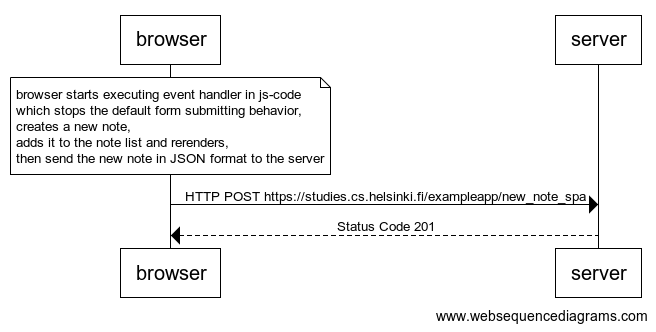 browser
server
browser starts executing event handler in js-code
which stops the default form submitting behavior,
creates a new note,
adds it to the note list and rerenders,
then send the new note in JSON format to the server
HTTP POST https://studies.cs.helsinki.fi/exampleapp/new_note_spa
Status Code 201
browser
server
www.websequencediagrams.com